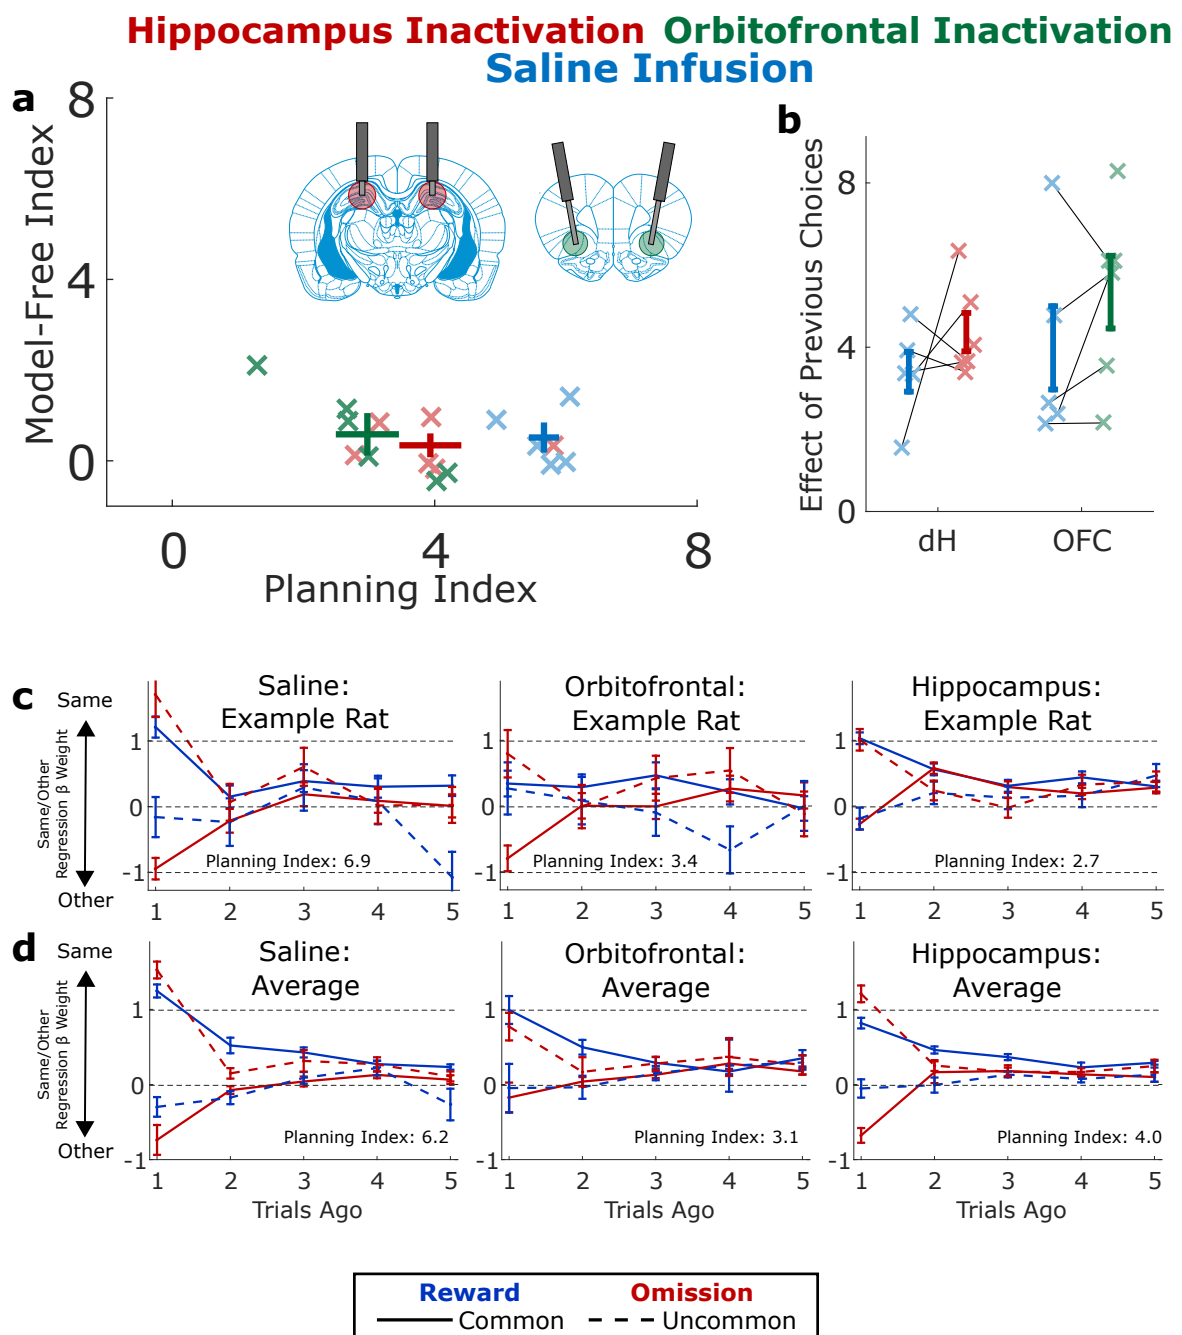 Hippocampus Inactivation Orbitofrontal Inactivation
Saline Infusion
a
8
4
0
Model-Free Index
0 4 8
Planning Index
b
8
4
0
Effect of Previous Choices
dH OFC
c
Same
Same/Other
Regression β Weight
Other
Saline:
Example Rat
1
0
-1
Planning Index: 6.9
1 2 3 4 5
Orbitofrontal:
Example Rat
1
0
-1
Planning Index: 3.4
1 2 3 4 5
Hippocampus:
Example Rat
1
0
-1
Planning Index: 2.7
1 2 3 4 5
d
Same
Same/Other
Regression β Weight
Other
Saline:
Average
1
0
-1
Planning Index: 6.2
1 2 3 4 5
Trials Ago
Orbitofrontal:
Average
1
0
-1
Planning Index: 3.1
1 2 3 4 5
Trials Ago
Hippocampus:
Average
1
0
-1
Planning Index: 4.0
1 2 3 4 5
Trials Ago
Reward Omission
Common Uncommon